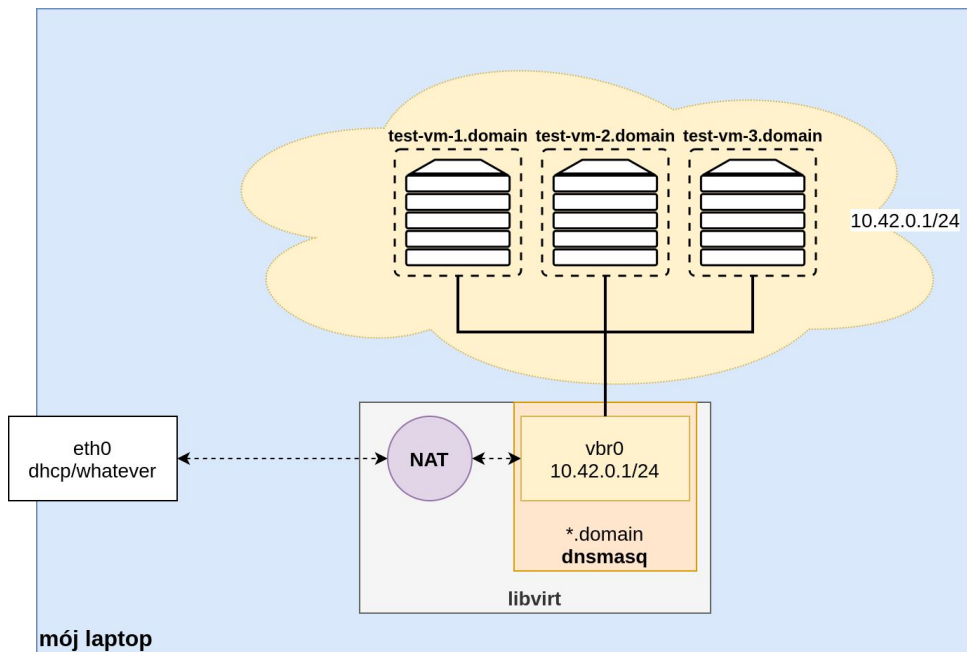 test-vm-1.domain
test-vm-2.domain
test-vm-3.domain
10.42.0.1/24
eth0
dhcp/whatever
NAT
vbr0
10.42.0.1/24
*.domain
dnsmasq
libvirt
mój laptop